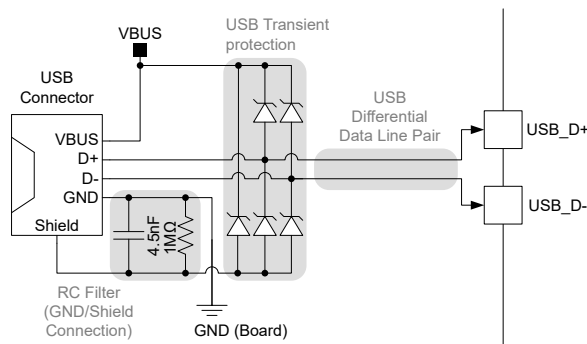 USB Transient
protection
VBUS
USB
Connector
USB
Differential
Data Line Pair
VBUS
D+
D-
GND
Shield
USB_D+
USB_D-
4.5nF
1MΩ
RC Filter
(GND/Shield
Connection)
GND (Board)